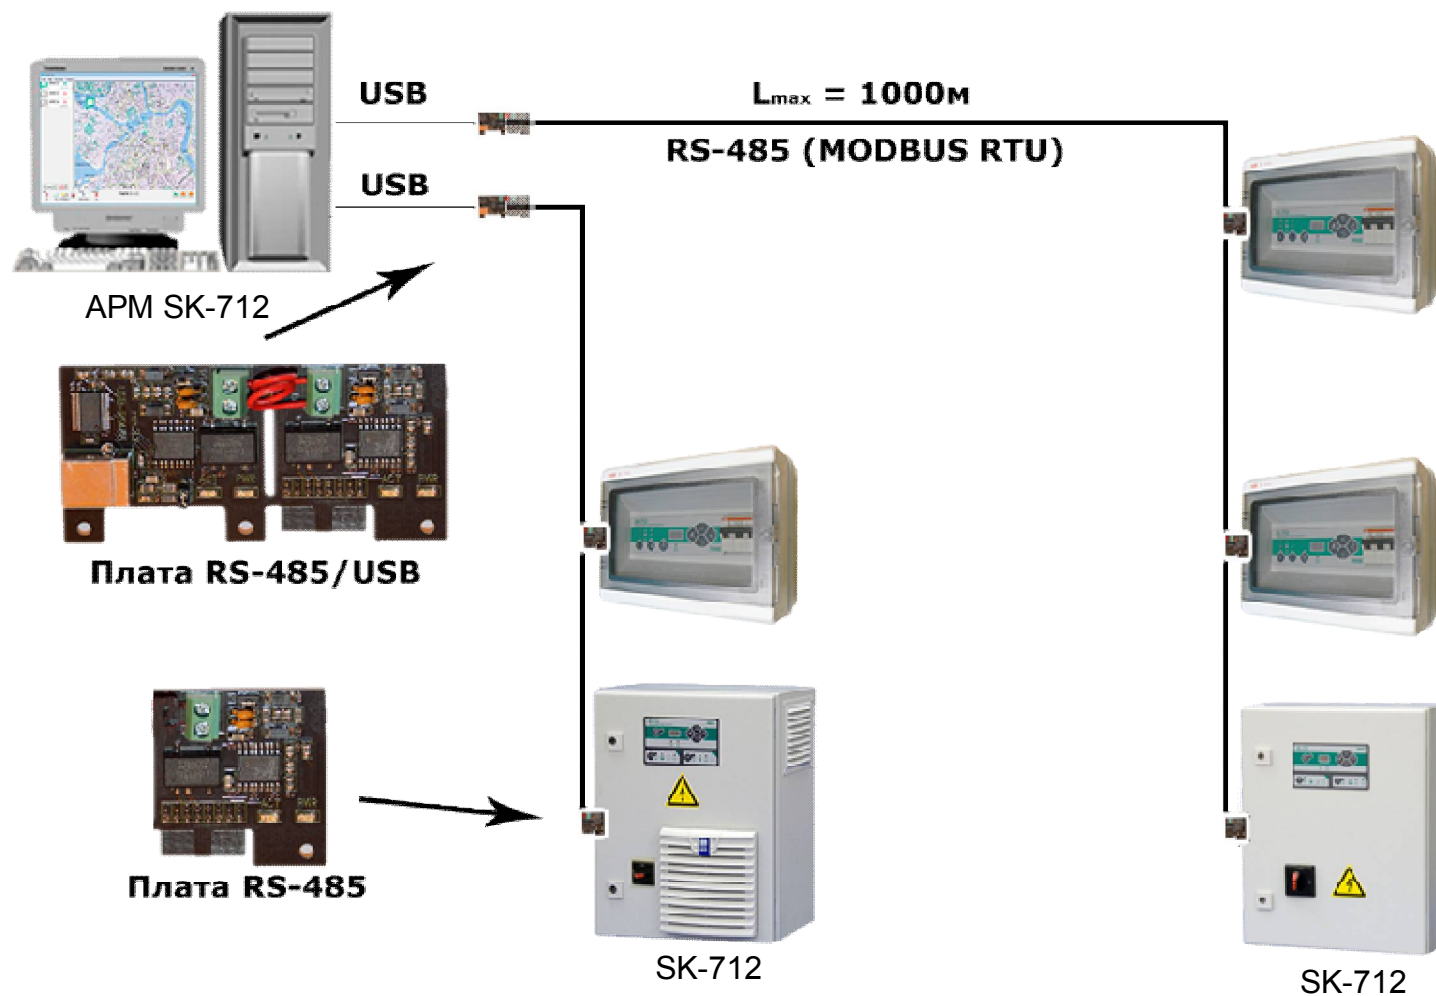 USB
Lmax = 1000м
RS-485 (MODBUS RTU)
USB
АРМ SK-712
Плата RS-485/USB
Плата RS-485
SK-712
SK-712